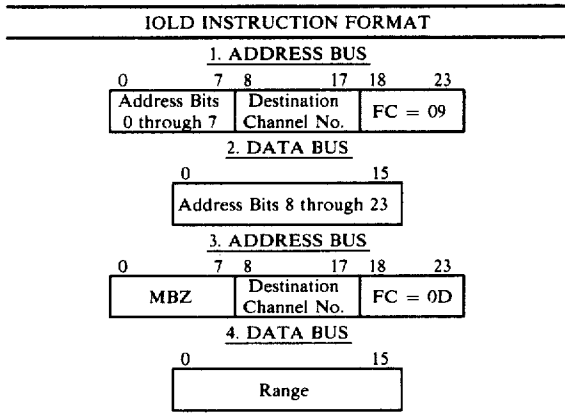 IOLD INSTRUCTION FORMAT
1. ADDRESS BUS
0 7 8 17 18 23
Address Bits 0 through 7
Destination Channel No.
FC = 09
2. DATA BUS
0 15
Address Bits 8 through 23
3. ADDRESS BUS
0 7 8 17 18 23
MBZ
Destination Channel No.
FC = 0D
4. DATA BUS
0 15
Range